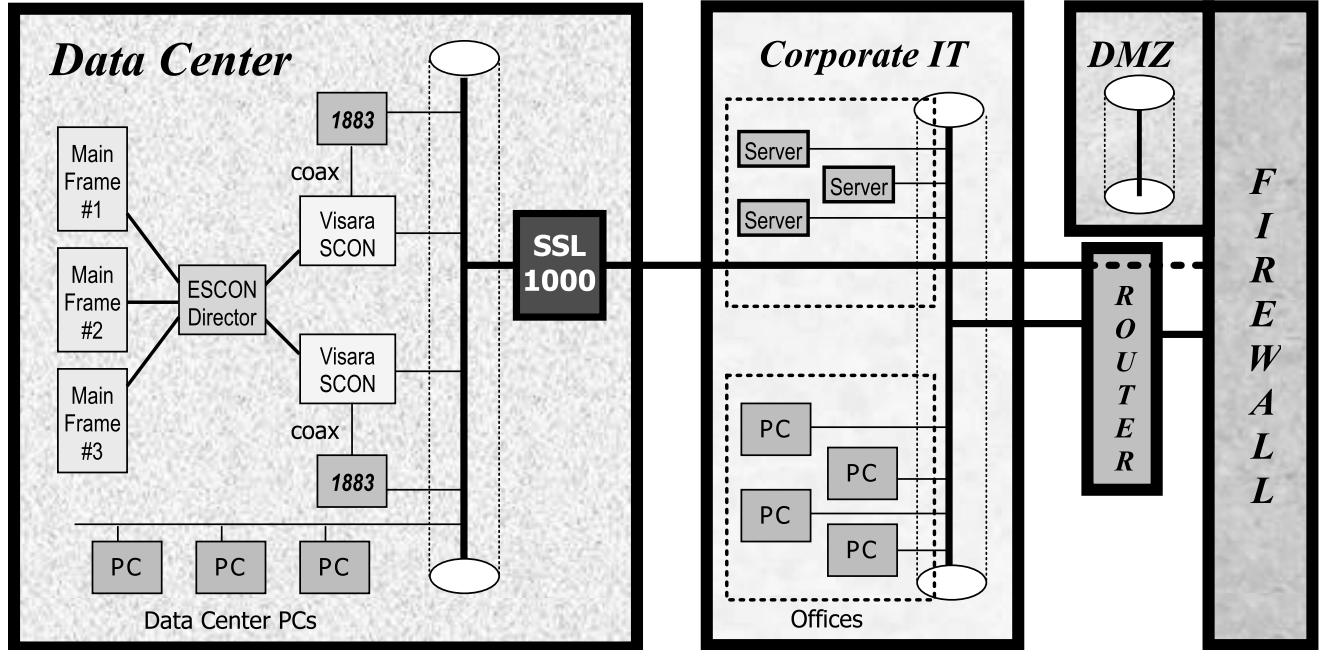 Data Center
1883
coax
Main
Frame
#1
Visara
SCON
Main
Frame
#2
ESCON
Director
Main
Frame
#3
Visara
SCON
coax
1883
PC
PC
PC
Data Center PCs
SSL
1000
Corporate IT
Server
Server
Server
PC
PC
PC
PC
Offices
DMZ
ROUTER
FIREWALL